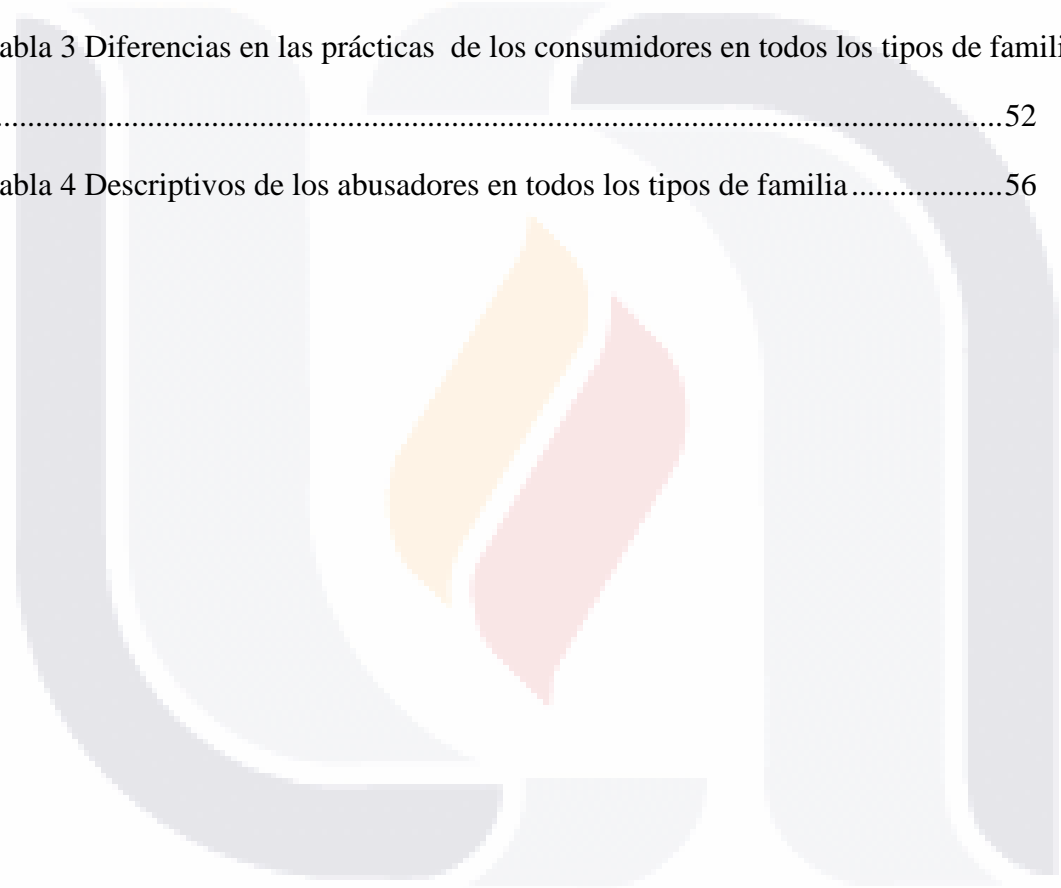 abla 3 Diferencias en las prácticas  de los consumidores en todos los tipos de famili
....................................................................................................................................52
abla 4 Descriptivos de los abusadores en todos los tipos de familia...................56